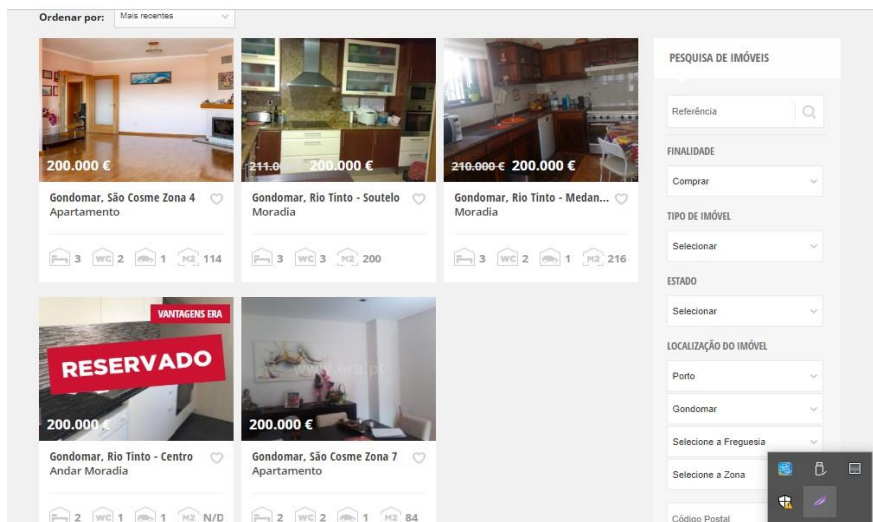 Ordenar por: Mais recentes
200.000 €
Gondomar, São Cosme Zona 4
Apartamento
3 WC 2 1 M2 114
211.0 200.000 €
Gondomar, Rio Tinto - Soutelo
Moradia
3 WC 3 M2 200
210.000 € 200.000 €
Gondomar, Rio Tinto - Medan...
Moradia
3 WC 2 1 M2 216
VANTAGENS ERA
RESERVADO
200.000 €
Gondomar, Rio Tinto - Centro
Andar Moradia
2 WC 1 1 M2 N/D
www.era.pt
200.000 €
Gondomar, São Cosme Zona 7
Apartamento
2 WC 2 1 M2 84
PESQUISA DE IMÓVEIS
Referência
FINALIDADE
Comprar
TIPO DE IMÓVEL
Selecionar
ESTADO
Selecionar
LOCALIZAÇÃO DO IMÓVEL
Porto
Gondomar
Selecione a Freguesia
Selecione a Zona
Código Postal